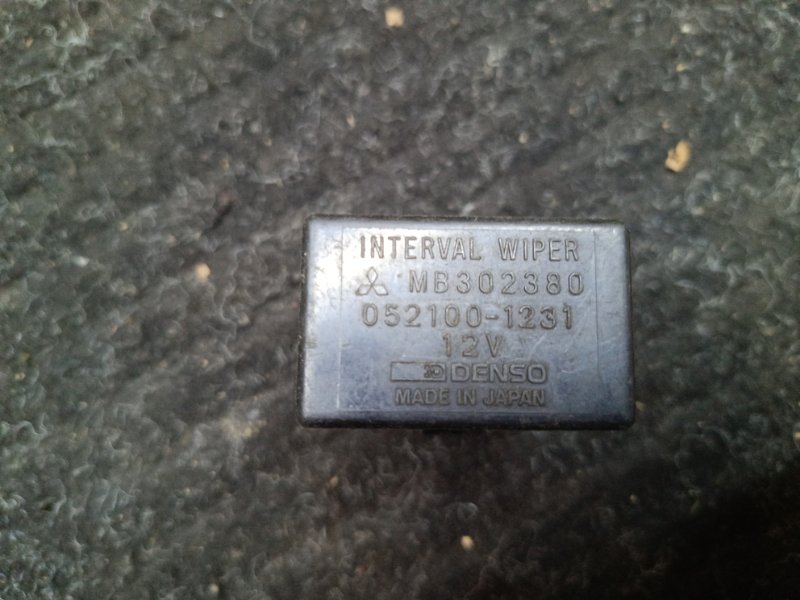 INTERVAL WIPER
MB302380
052100-1231
12V
DENSO
MADE IN JAPAN